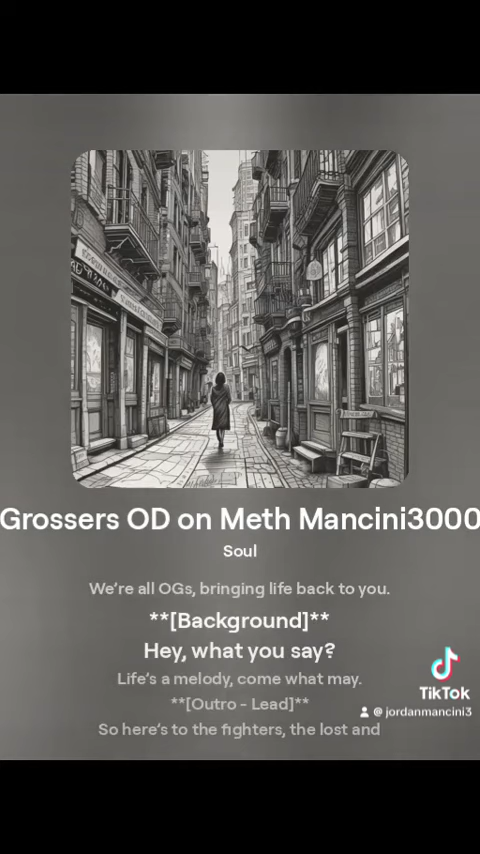 Grossers OD on Meth Mancini3000
Soul
We're all OGs, bringing life back to you.
**[Background]**
Hey, what you say?
Life's a melody, come what may.
**[Outro - Lead]**
So here's to the fighters, the lost and
TikTok
@jordanmancini3